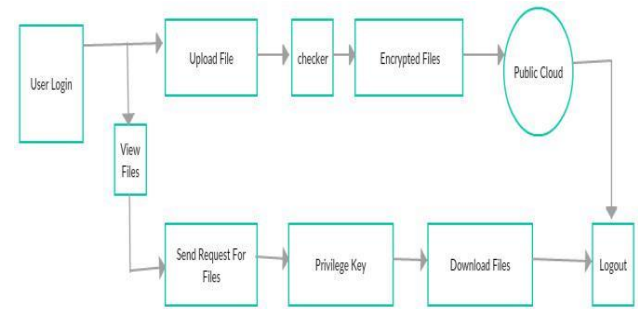 User Login
Upload File
checker
Encrypted Files
Public Cloud
View
Files
Send Request For
Files
Privilege Key
Download Files
Logout